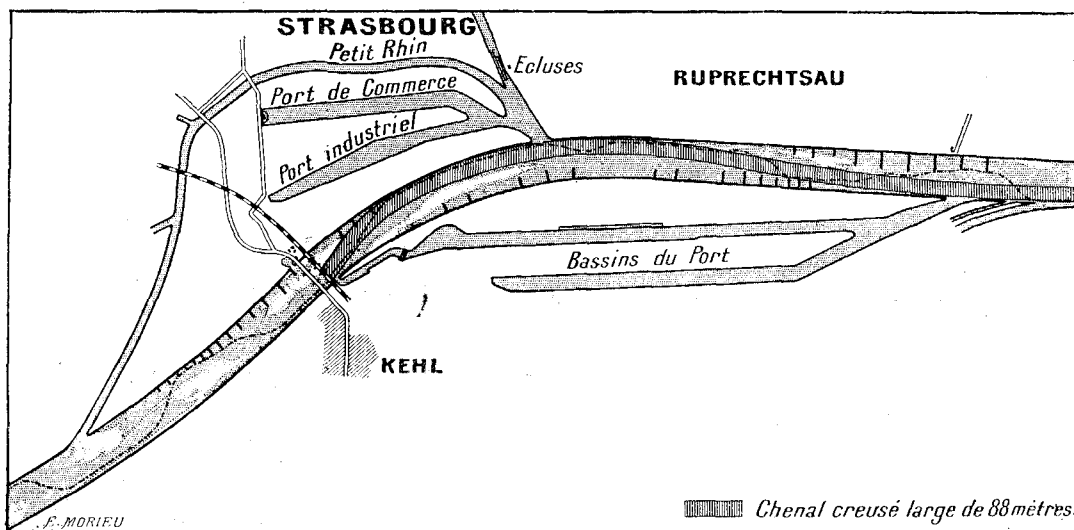 STRASBOURG
Petit Rhin
Ecluses
RUPRECHTSAU
Port de Commerce
Port industriel
Bassins du Port
KEHL
Chenal creusé large de 88 mètres.
F. MORIEU